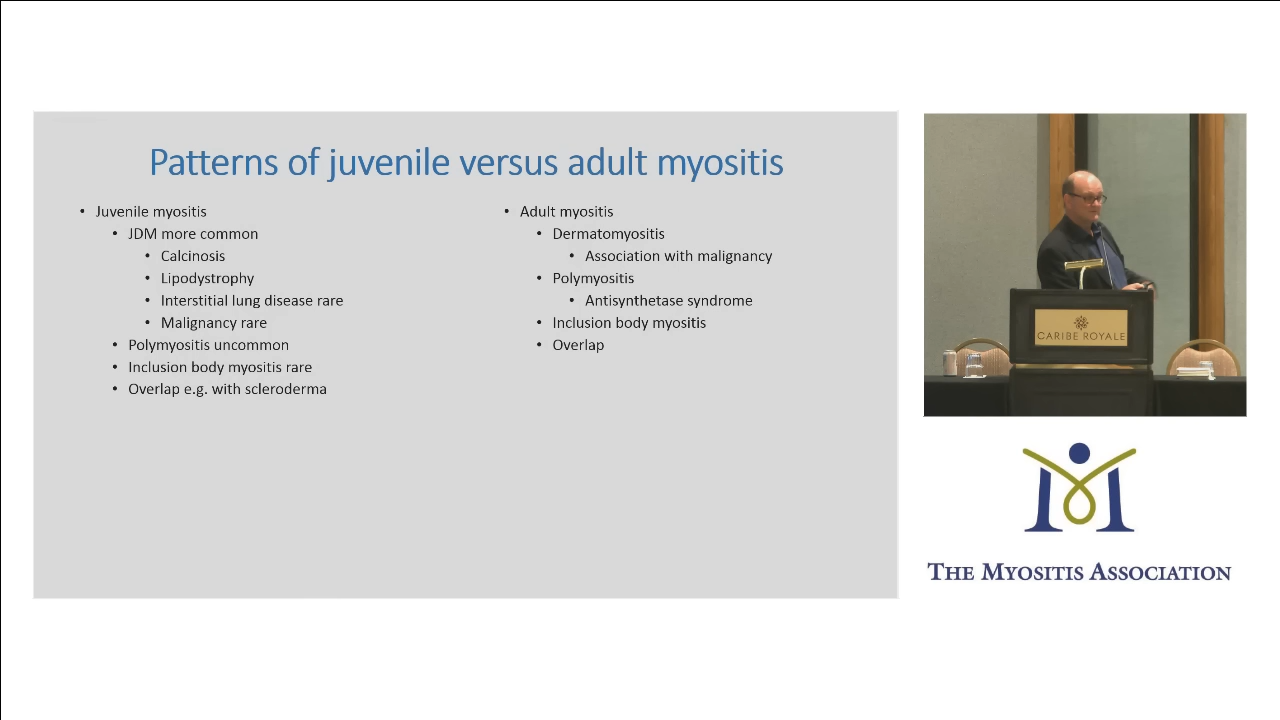 Patterns of juvenile versus adult myositis
• Juvenile myositis
• JDM more common
• Calcinosis
• Lipodystrophy
• Interstitial lung disease rare
• Malignancy rare
• Polymyositis uncommon
• Inclusion body myositis rare
• Overlap e.g. with scleroderma
• Adult myositis
• Dermatomyositis
• Association with malignancy
• Polymyositis
• Antisynthetase syndrome
• Inclusion body myositis
• Overlap
CARIBE ROYALE
THE MYOSITIS ASSOCIATION